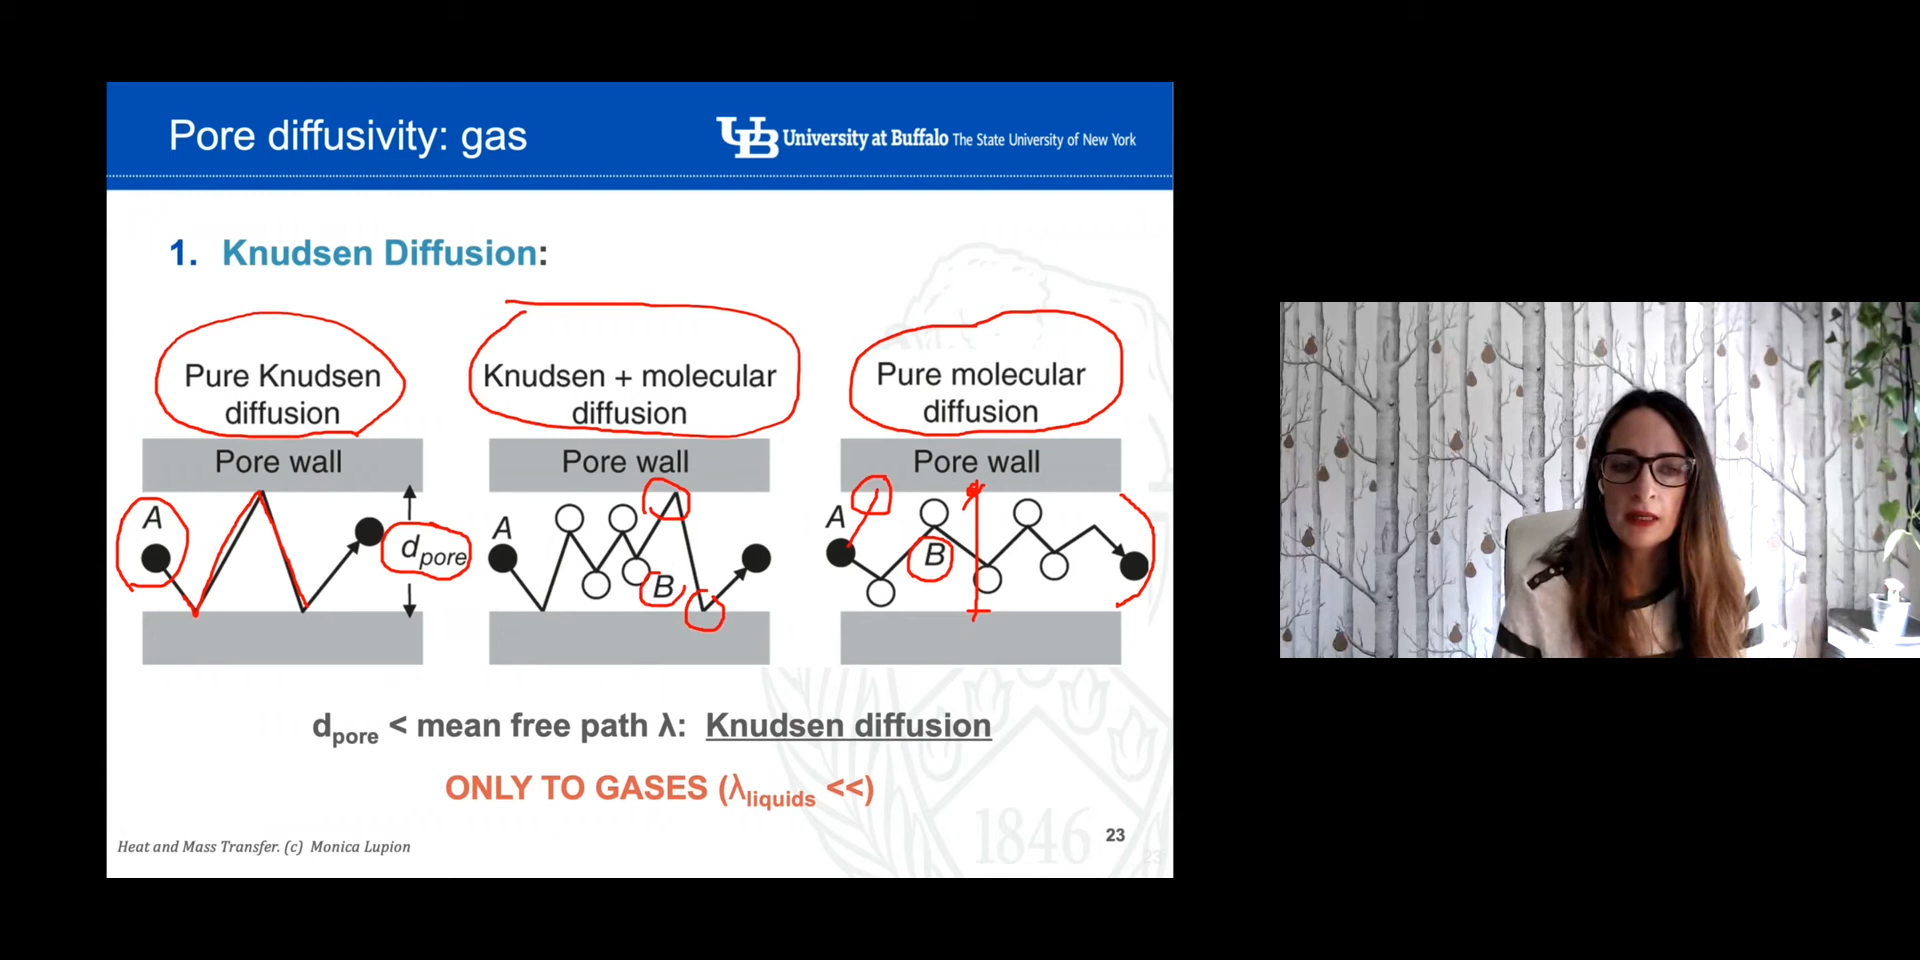 Pore diffusivity: gas
UB University at Buffalo The State University of New York
1. Knudsen Diffusion:
Pure Knudsen
diffusion
Knudsen + molecular
diffusion
Pure molecular
diffusion
Pore wall
Pore wall
Pore wall
A
dpore
A
B
A
B
dpore < mean free path λ: Knudsen diffusion
ONLY TO GASES (λliquids <<)
1846
23
23
Heat and Mass Transfer. (c) Monica Lupion